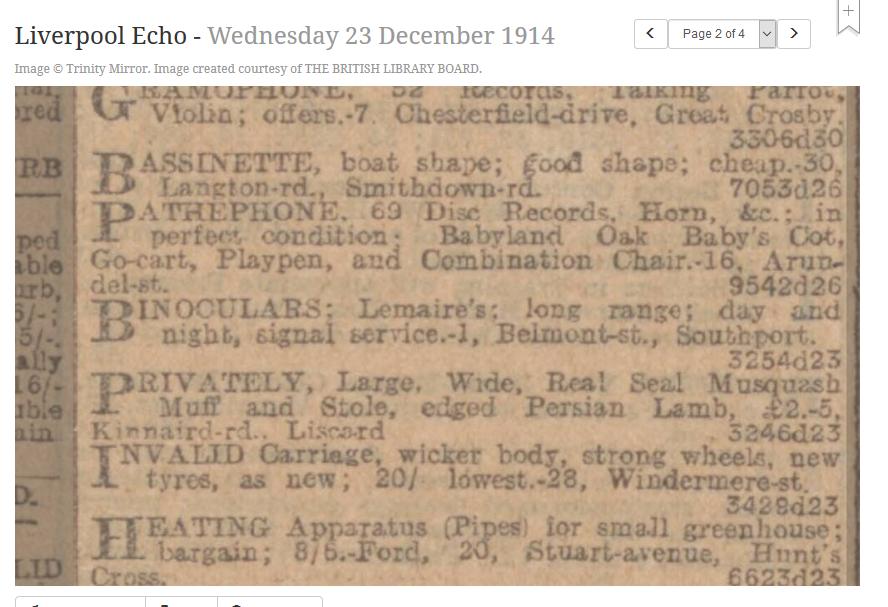 Liverpool Echo - Wednesday 23 December 1914
Page 2 of 4
Image © Trinity Mirror. Image created courtesy of THE BRITISH LIBRARY BOARD.
GRAMOPHONE, 52 Records, Talking Parrot,
Violin; offers.-7. Chesterfield-drive, Great Crosby.
3306d30
BASSINETTE, boat shape; good shape; cheap.-30,
Langton-rd., Smithdown-rd. 7053d26
PATHEPHONE. 69 Disc Records, Horn, &c.; in
perfect condition; Babyland Oak Baby's Cot,
Go-cart, Playpen, and Combination Chair.-16, Arun-
del-st. 9542d26
BINOCULARS; Lemaire's; long range; day and
night, signal service.-1, Belmont-st., Southport.
3254d23
PRIVATELY, Large, Wide, Real Seal Musquash
Muff and Stole, edged Persian Lamb, £2.-5,
Kinnaird-rd., Liscard 3246d23
INVALID Carriage, wicker body, strong wheels, new
tyres, as new; 20/ lowest.-28, Windermere-st.
3429d23
HEATING Apparatus (Pipes) for small greenhouse;
bargain; 8/6.-Ford, 20, Stuart-avenue, Hunt's
Cross. 6623d23